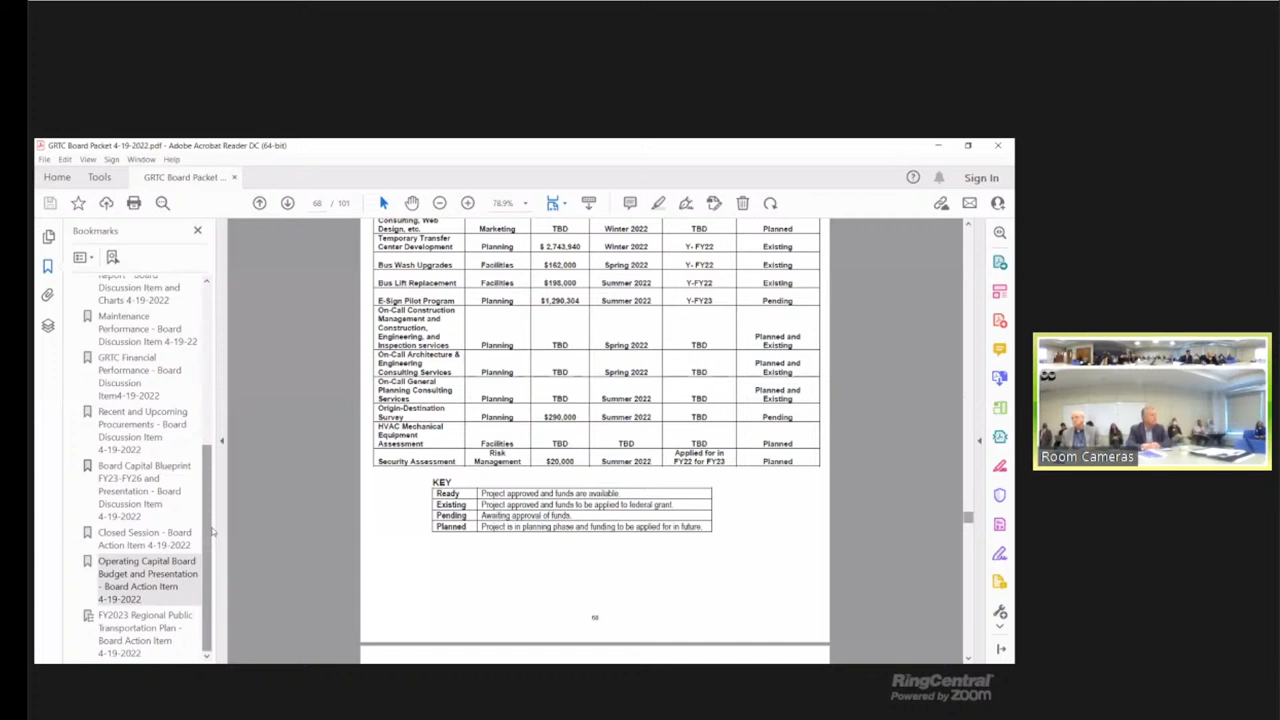 GRTC Board Packet 4-19-2022.pdf - Adobe Acrobat Reader DC (64-bit)
File Edit View Sign Window Help
Home Tools GRTC Board Packet ... × Sign In
68 / 101 78.9%
Bookmarks
Report - Board
Discussion Item and
Charts 4-19-2022
Maintenance
Performance - Board
Discussion Item 4-19-22
GRTC Financial
Performance - Board
Discussion
Item4-19-2022
Recent and Upcoming
Procurements - Board
Discussion Item
4-19-2022
Board Capital Blueprint
FY23-FY26 and
Presentation - Board
Discussion Item
4-19-2022
Closed Session - Board
Action Item 4-19-2022
Operating Capital Board
Budget and Presentation
- Board Action Item
4-19-2022
FY2023 Regional Public
Transportation Plan -
Board Action Item
4-19-2022
Consulting, Web
Design, etc. Marketing TBD Winter 2022 TBD Planned
Temporary Transfer
Center Development Planning $ 2,743,940 Winter 2022 Y- FY22 Existing
Bus Wash Upgrades Facilities $162,000 Spring 2022 Y- FY22 Existing
Bus Lift Replacement Facilities $198,000 Summer 2022 Y-FY22 Existing
E-Sign Pilot Program Planning $1,290,304 Summer 2022 Y-FY23 Pending
On-Call Construction
Management and
Construction,
Engineering, and
Inspection services Planning TBD Spring 2022 TBD Planned and Existing
On-Call Architecture &
Engineering
Consulting Services Planning TBD Spring 2022 TBD Planned and Existing
On-Call General
Planning Consulting
Services Planning TBD Summer 2022 TBD Planned and Existing
Origin-Destination
Survey Planning $290,000 Summer 2022 TBD Pending
HVAC Mechanical
Equipment
Assessment Facilities TBD TBD TBD Planned
Security Assessment Risk Management $20,000 Summer 2022 Applied for in FY22 for FY23 Planned
KEY
Ready Project approved and funds are available.
Existing Project approved and funds to be applied to federal grant.
Pending Awaiting approval of funds.
Planned Project is in planning phase and funding to be applied for in future.
68
Room Cameras
RingCentral
Powered by zoom